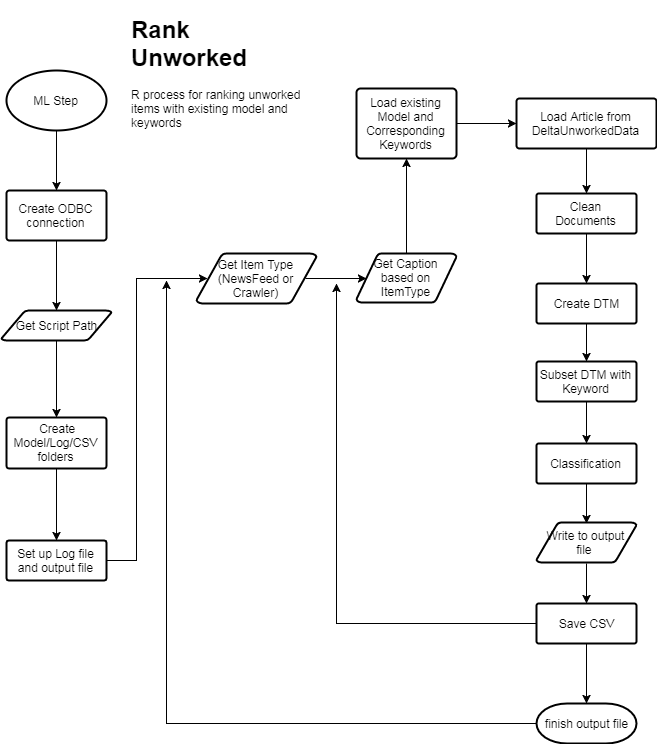 Rank
Unworked
R process for ranking unworked
items with existing model and
keywords
ML Step
Create ODBC
connection
Get Script Path
Create
Model/Log/CSV
folders
Set up Log file
and output file
Get Item Type
(NewsFeed or
Crawler)
Get Caption
based on
ItemType
Load existing
Model and
Corresponding
Keywords
Load Article from
DeltaUnworkedData
Clean
Documents
Create DTM
Subset DTM with
Keyword
Classification
Write to output
file
Save CSV
finish output file